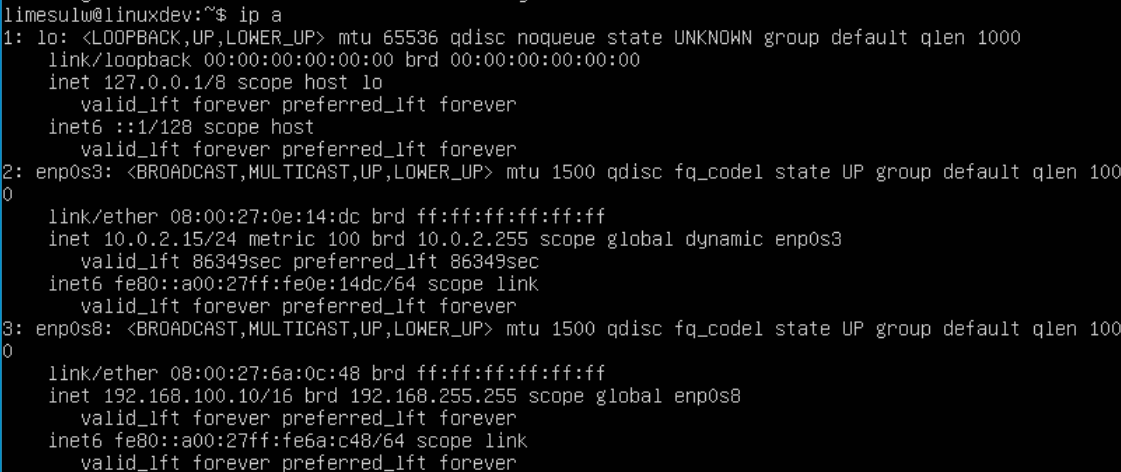 limesulw@linuxdev:~$ ip a
1: lo: <LOOPBACK,UP,LOWER_UP> mtu 65536 qdisc noqueue state UNKNOWN group default qlen 1000
    link/loopback 00:00:00:00:00:00 brd 00:00:00:00:00:00
    inet 127.0.0.1/8 scope host lo
       valid_lft forever preferred_lft forever
    inet6 ::1/128 scope host
       valid_lft forever preferred_lft forever
2: enp0s3: <BROADCAST,MULTICAST,UP,LOWER_UP> mtu 1500 qdisc fq_codel state UP group default qlen 100
0
    link/ether 08:00:27:0e:14:dc brd ff:ff:ff:ff:ff:ff
    inet 10.0.2.15/24 metric 100 brd 10.0.2.255 scope global dynamic enp0s3
       valid_lft 86349sec preferred_lft 86349sec
    inet6 fe80::a00:27ff:fe0e:14dc/64 scope link
       valid_lft forever preferred_lft forever
3: enp0s8: <BROADCAST,MULTICAST,UP,LOWER_UP> mtu 1500 qdisc fq_codel state UP group default qlen 100
0
    link/ether 08:00:27:6a:0c:48 brd ff:ff:ff:ff:ff:ff
    inet 192.168.100.10/16 brd 192.168.255.255 scope global enp0s8
       valid_lft forever preferred_lft forever
    inet6 fe80::a00:27ff:fe6a:c48/64 scope link
       valid_lft forever preferred_lft forever